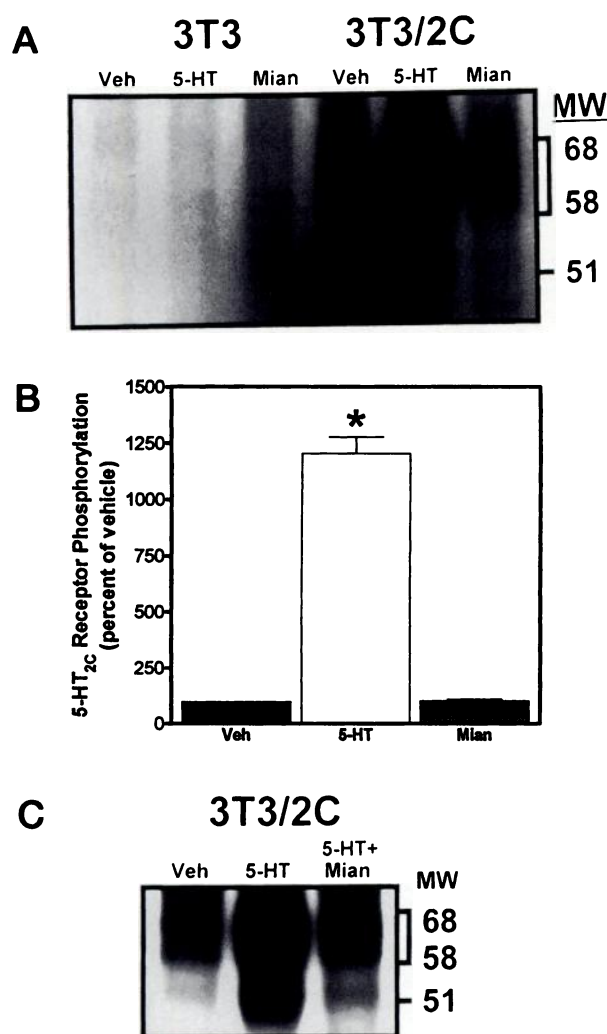 A
3T3 3T3/2C
Veh 5-HT Mian Veh 5-HT Mian
MW
68
58
51
B
5-HT2C Receptor Phosphorylation
(percent of vehicle)
1500
1250
1000
750
500
250
0
*
Veh 5-HT Mian
C
3T3/2C
Veh 5-HT 5-HT+
Mian
MW
68
58
51